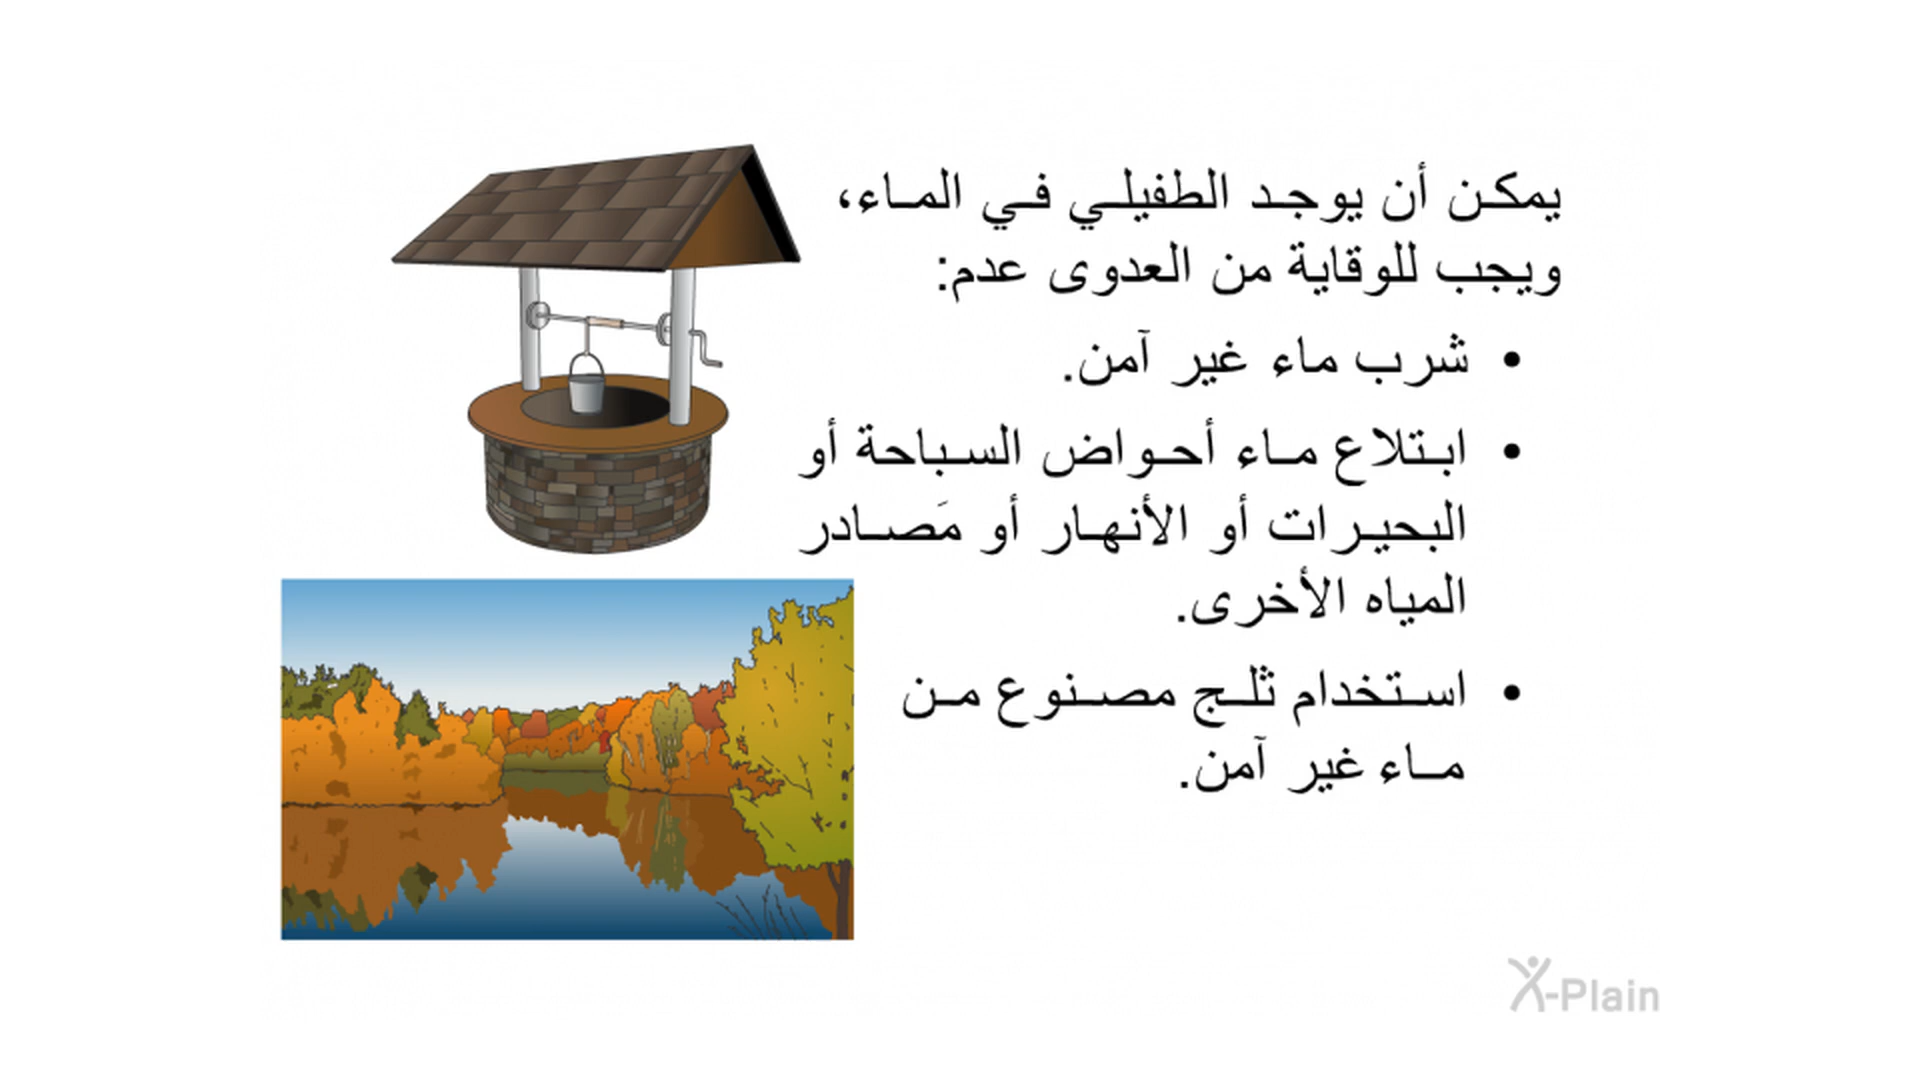 يمكن أن يوجد الطفيلي في الماء،
ويجب للوقاية من العدوى عدم:
• شرب ماء غير آمن.
• ابتلاع ماء أحواض السباحة أو
البحيرات أو الأنهار أو مَصادر
المياه الأخرى.
• استخدام ثلج مصنوع من
ماء غير آمن.
X-Plain